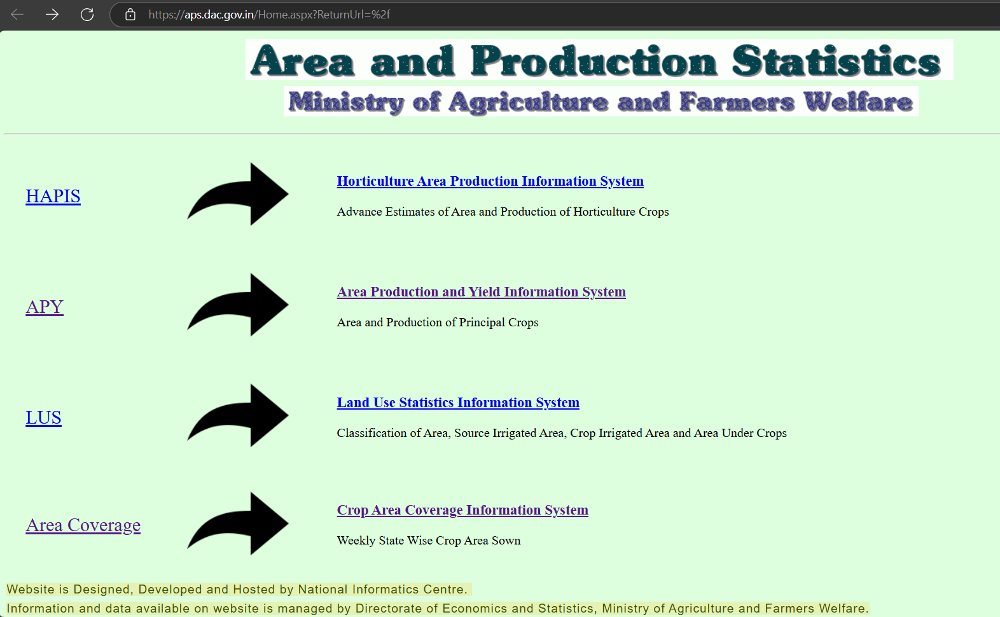 https://aps.dac.gov.in/Home.aspx?ReturnUrl=%2f
Area and Production Statistics
Ministry of Agriculture and Farmers Welfare
HAPIS
Horticulture Area Production Information System
Advance Estimates of Area and Production of Horticulture Crops
APY
Area Production and Yield Information System
Area and Production of Principal Crops
LUS
Land Use Statistics Information System
Classification of Area, Source Irrigated Area, Crop Irrigated Area and Area Under Crops
Area Coverage
Crop Area Coverage Information System
Weekly State Wise Crop Area Sown
Website is Designed, Developed and Hosted by National Informatics Centre.
Information and data available on website is managed by Directorate of Economics and Statistics, Ministry of Agriculture and Farmers Welfare.